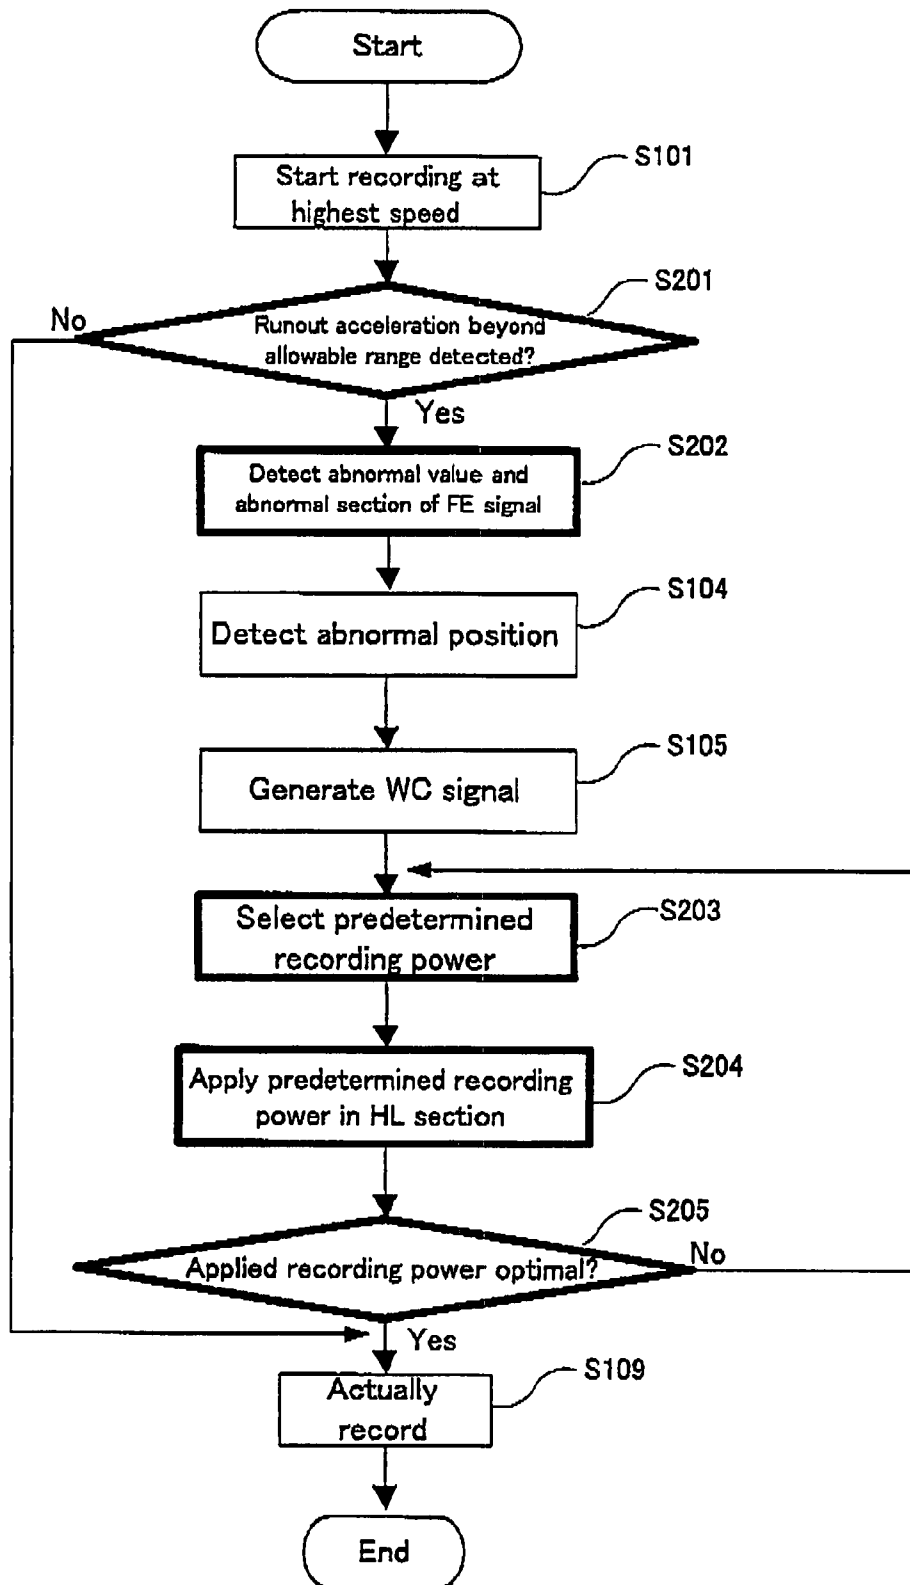 Start
S101
Start recording at
highest speed
S201
No
Runout acceleration beyond
allowable range detected?
Yes
S202
Detect abnormal value and
abnormal section of FE signal
S104
Detect abnormal position
S105
Generate WC signal
S203
Select predetermined
recording power
S204
Apply predetermined recording
power in HL section
S205
No
Applied recording power optimal?
Yes
S109
Actually
record
End